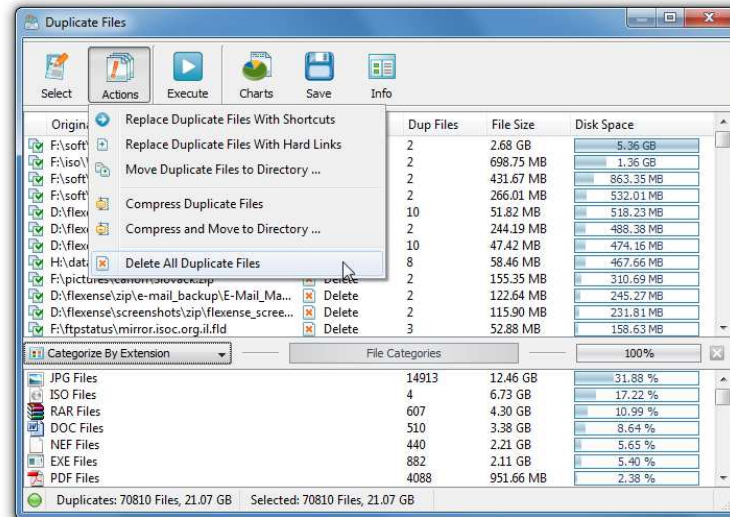 Duplicate Files
Select Actions Execute Charts Save Info
Replace Duplicate Files With Shortcuts
Replace Duplicate Files With Hard Links
Move Duplicate Files to Directory ...
Compress Duplicate Files
Compress and Move to Directory ...
Delete All Duplicate Files
Dup Files File Size Disk Space
F:\soft 2 2.68 GB 5.36 GB
F:\iso\ 2 698.75 MB 1.36 GB
F:\soft 2 431.67 MB 863.35 MB
F:\soft 2 266.01 MB 532.01 MB
D:\flex 10 51.82 MB 518.23 MB
D:\flex 2 244.19 MB 488.38 MB
D:\flex 10 47.42 MB 474.16 MB
H:\dat 8 58.46 MB 467.66 MB
F:\pictures\canon\Slovack.zip Delete 2 155.35 MB 310.69 MB
D:\flexense\zip\e-mail_backup\E-Mail_Ma... Delete 2 122.64 MB 245.27 MB
D:\flexense\screenshots\zip\flexense_scree... Delete 2 115.90 MB 231.81 MB
F:\ftpstatus\mirror.isoc.org.il.fld Delete 3 52.88 MB 158.63 MB
Categorize By Extension File Categories 100%
JPG Files 14913 12.46 GB 31.88 %
ISO Files 4 6.73 GB 17.22 %
RAR Files 607 4.30 GB 10.99 %
DOC Files 510 3.38 GB 8.64 %
NEF Files 440 2.21 GB 5.65 %
EXE Files 882 2.11 GB 5.40 %
PDF Files 4088 951.66 MB 2.38 %
Duplicates: 70810 Files, 21.07 GB Selected: 70810 Files, 21.07 GB